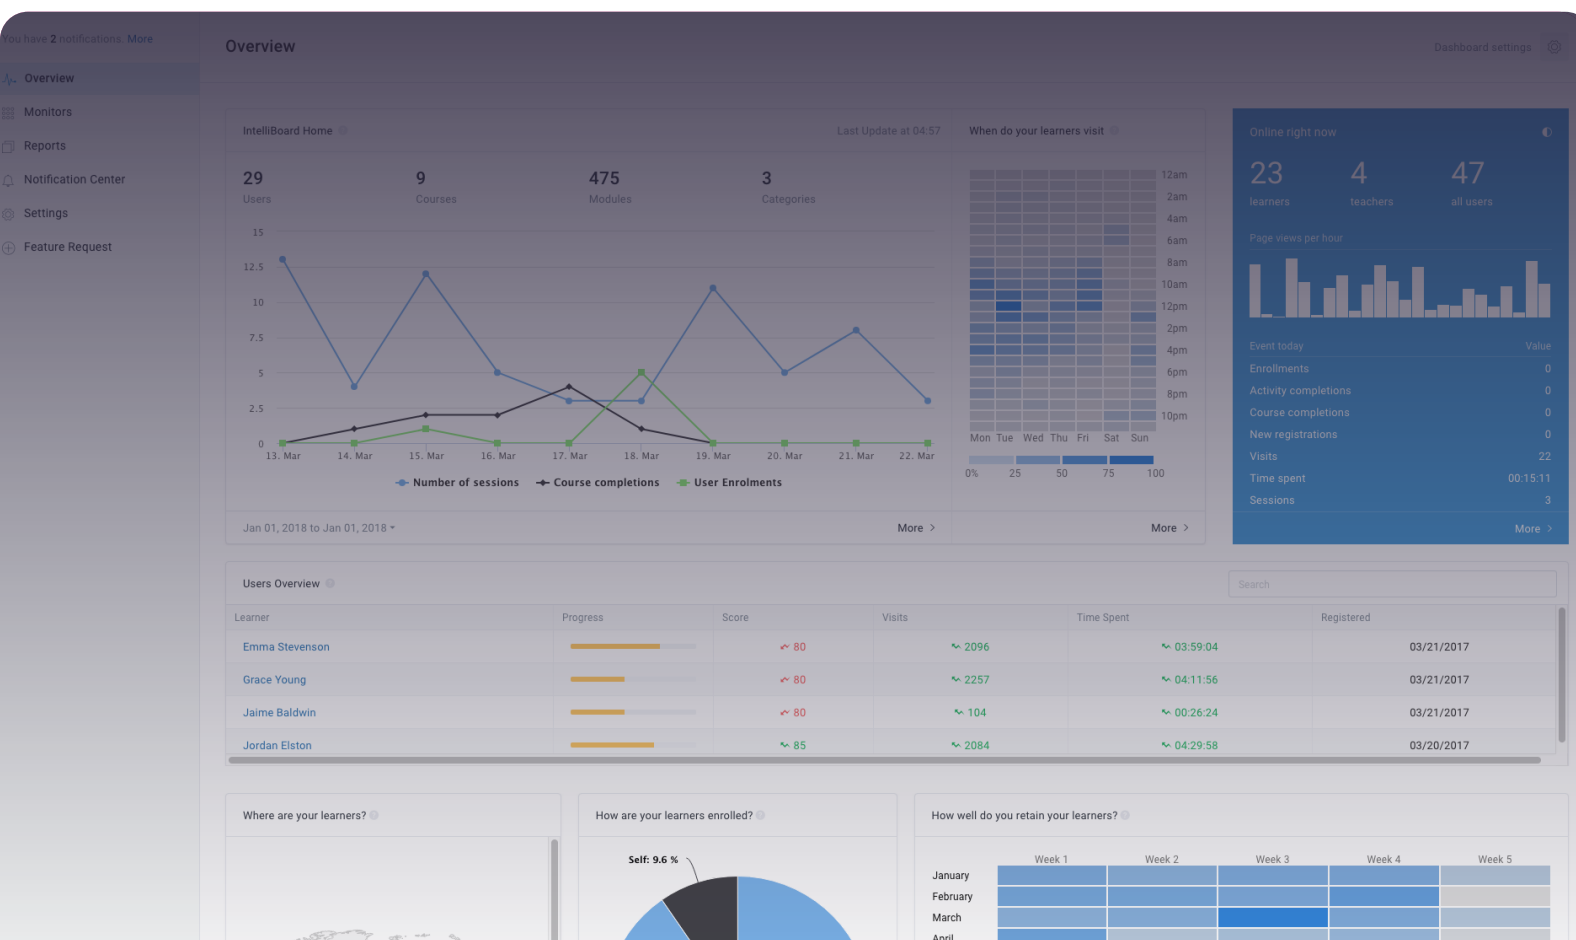 You have 2 notifications More
Overview
Monitors
Reports
Notification Center
Settings
Feature Request
Overview
Dashboard settings
IntelliBoard Home
Last Update at 04:57
29
Users
9
Courses
475
Modules
3
Categories
15
12.5
10
7.5
5
2.5
0
13. Mar 14. Mar 15. Mar 16. Mar 17. Mar 18. Mar 19. Mar 20. Mar 21. Mar 22. Mar
Number of sessions Course completions User Enrolments
Jan 01, 2018 to Jan 01, 2018
More
When do your learners visit
12am
2am
4am
6am
8am
10am
12pm
2pm
4pm
6pm
8pm
10pm
Mon Tue Wed Thu Fri Sat Sun
0% 25 50 75 100
More
Online right now
23
learners
4
teachers
47
all users
Page views per hour
Event today Value
Enrollments 0
Activity completions 0
Course completions 0
New registrations 0
Visits 22
Time spent 00:15:11
Sessions 3
More
Users Overview
Search
Learner Progress Score Visits Time Spent Registered
Emma Stevenson 80 2096 03:59:04 03/21/2017
Grace Young 80 2257 04:11:56 03/21/2017
Jaime Baldwin 80 104 00:26:24 03/21/2017
Jordan Elston 85 2084 04:29:58 03/20/2017
Where are your learners?
How are your learners enrolled?
Self: 9.6 %
How well do you retain your learners?
Week 1 Week 2 Week 3 Week 4 Week 5
January
February
March
April